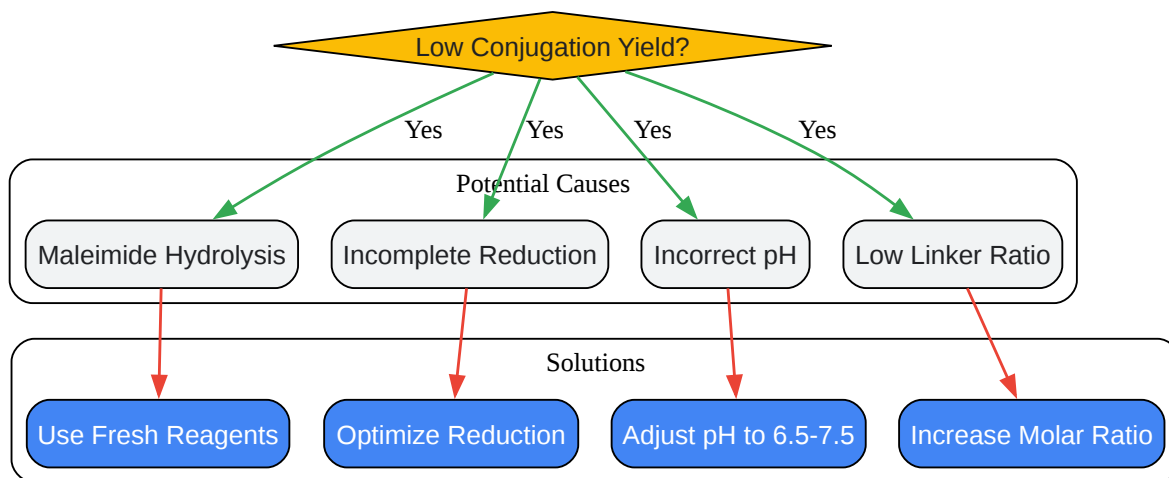 Low Conjugation Yield?
Yes
Yes
Yes
Yes
Potential Causes
Maleimide Hydrolysis
Incomplete Reduction
Incorrect pH
Low Linker Ratio
Solutions
Use Fresh Reagents
Optimize Reduction
Adjust pH to 6.5-7.5
Increase Molar Ratio